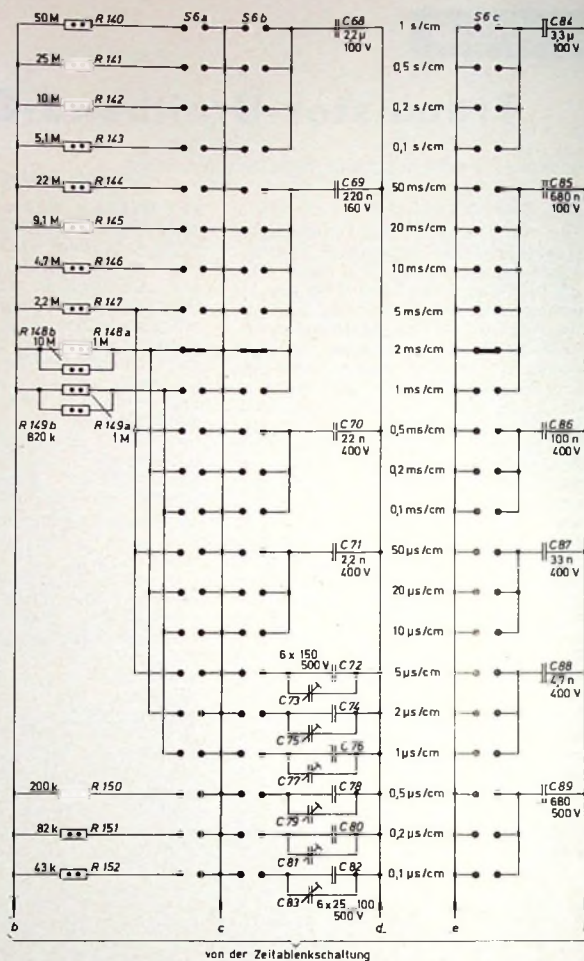 50 M R 140 S6a S6b C 68 1 s/cm S6c C 84
2,2 µ 3,3 µ
100 V 100 V
25 M R 141 0,5 s/cm
10 M R 142 0,2 s/cm
5,1 M R 143 0,1 s/cm
22 M R 144 C 69 50 ms/cm C 85
220 n 680 n
160 V 100 V
9,1 M R 145 20 ms/cm
4,7 M R 146 10 ms/cm
2,2 M R 147 5 ms/cm
R 148b R 148a
10 M 1 M 2 ms/cm
1 ms/cm
R 149b R 149a C 70 0,5 ms/cm C 86
820 k 1 M 22 n 100 n
400 V 400 V
0,2 ms/cm
0,1 ms/cm
C 71 50 µs/cm C 87
2,2 n 33 n
400 V 400 V
20 µs/cm
10 µs/cm
6 x 150
500 V C 72 5 µs/cm C 88
C 73 4,7 n
400 V
C 74 2 µs/cm
C 75
C 76 1 µs/cm
C 77
200 k R 150 C 78 0,5 µs/cm C 89
C 79 680
500 V
82 k R 151 C 80 0,2 µs/cm
C 81
43 k R 152 C 82 0,1 µs/cm
C 83 6 x 25...100
500 V
b c d e
von der Zeitablenkschaltung